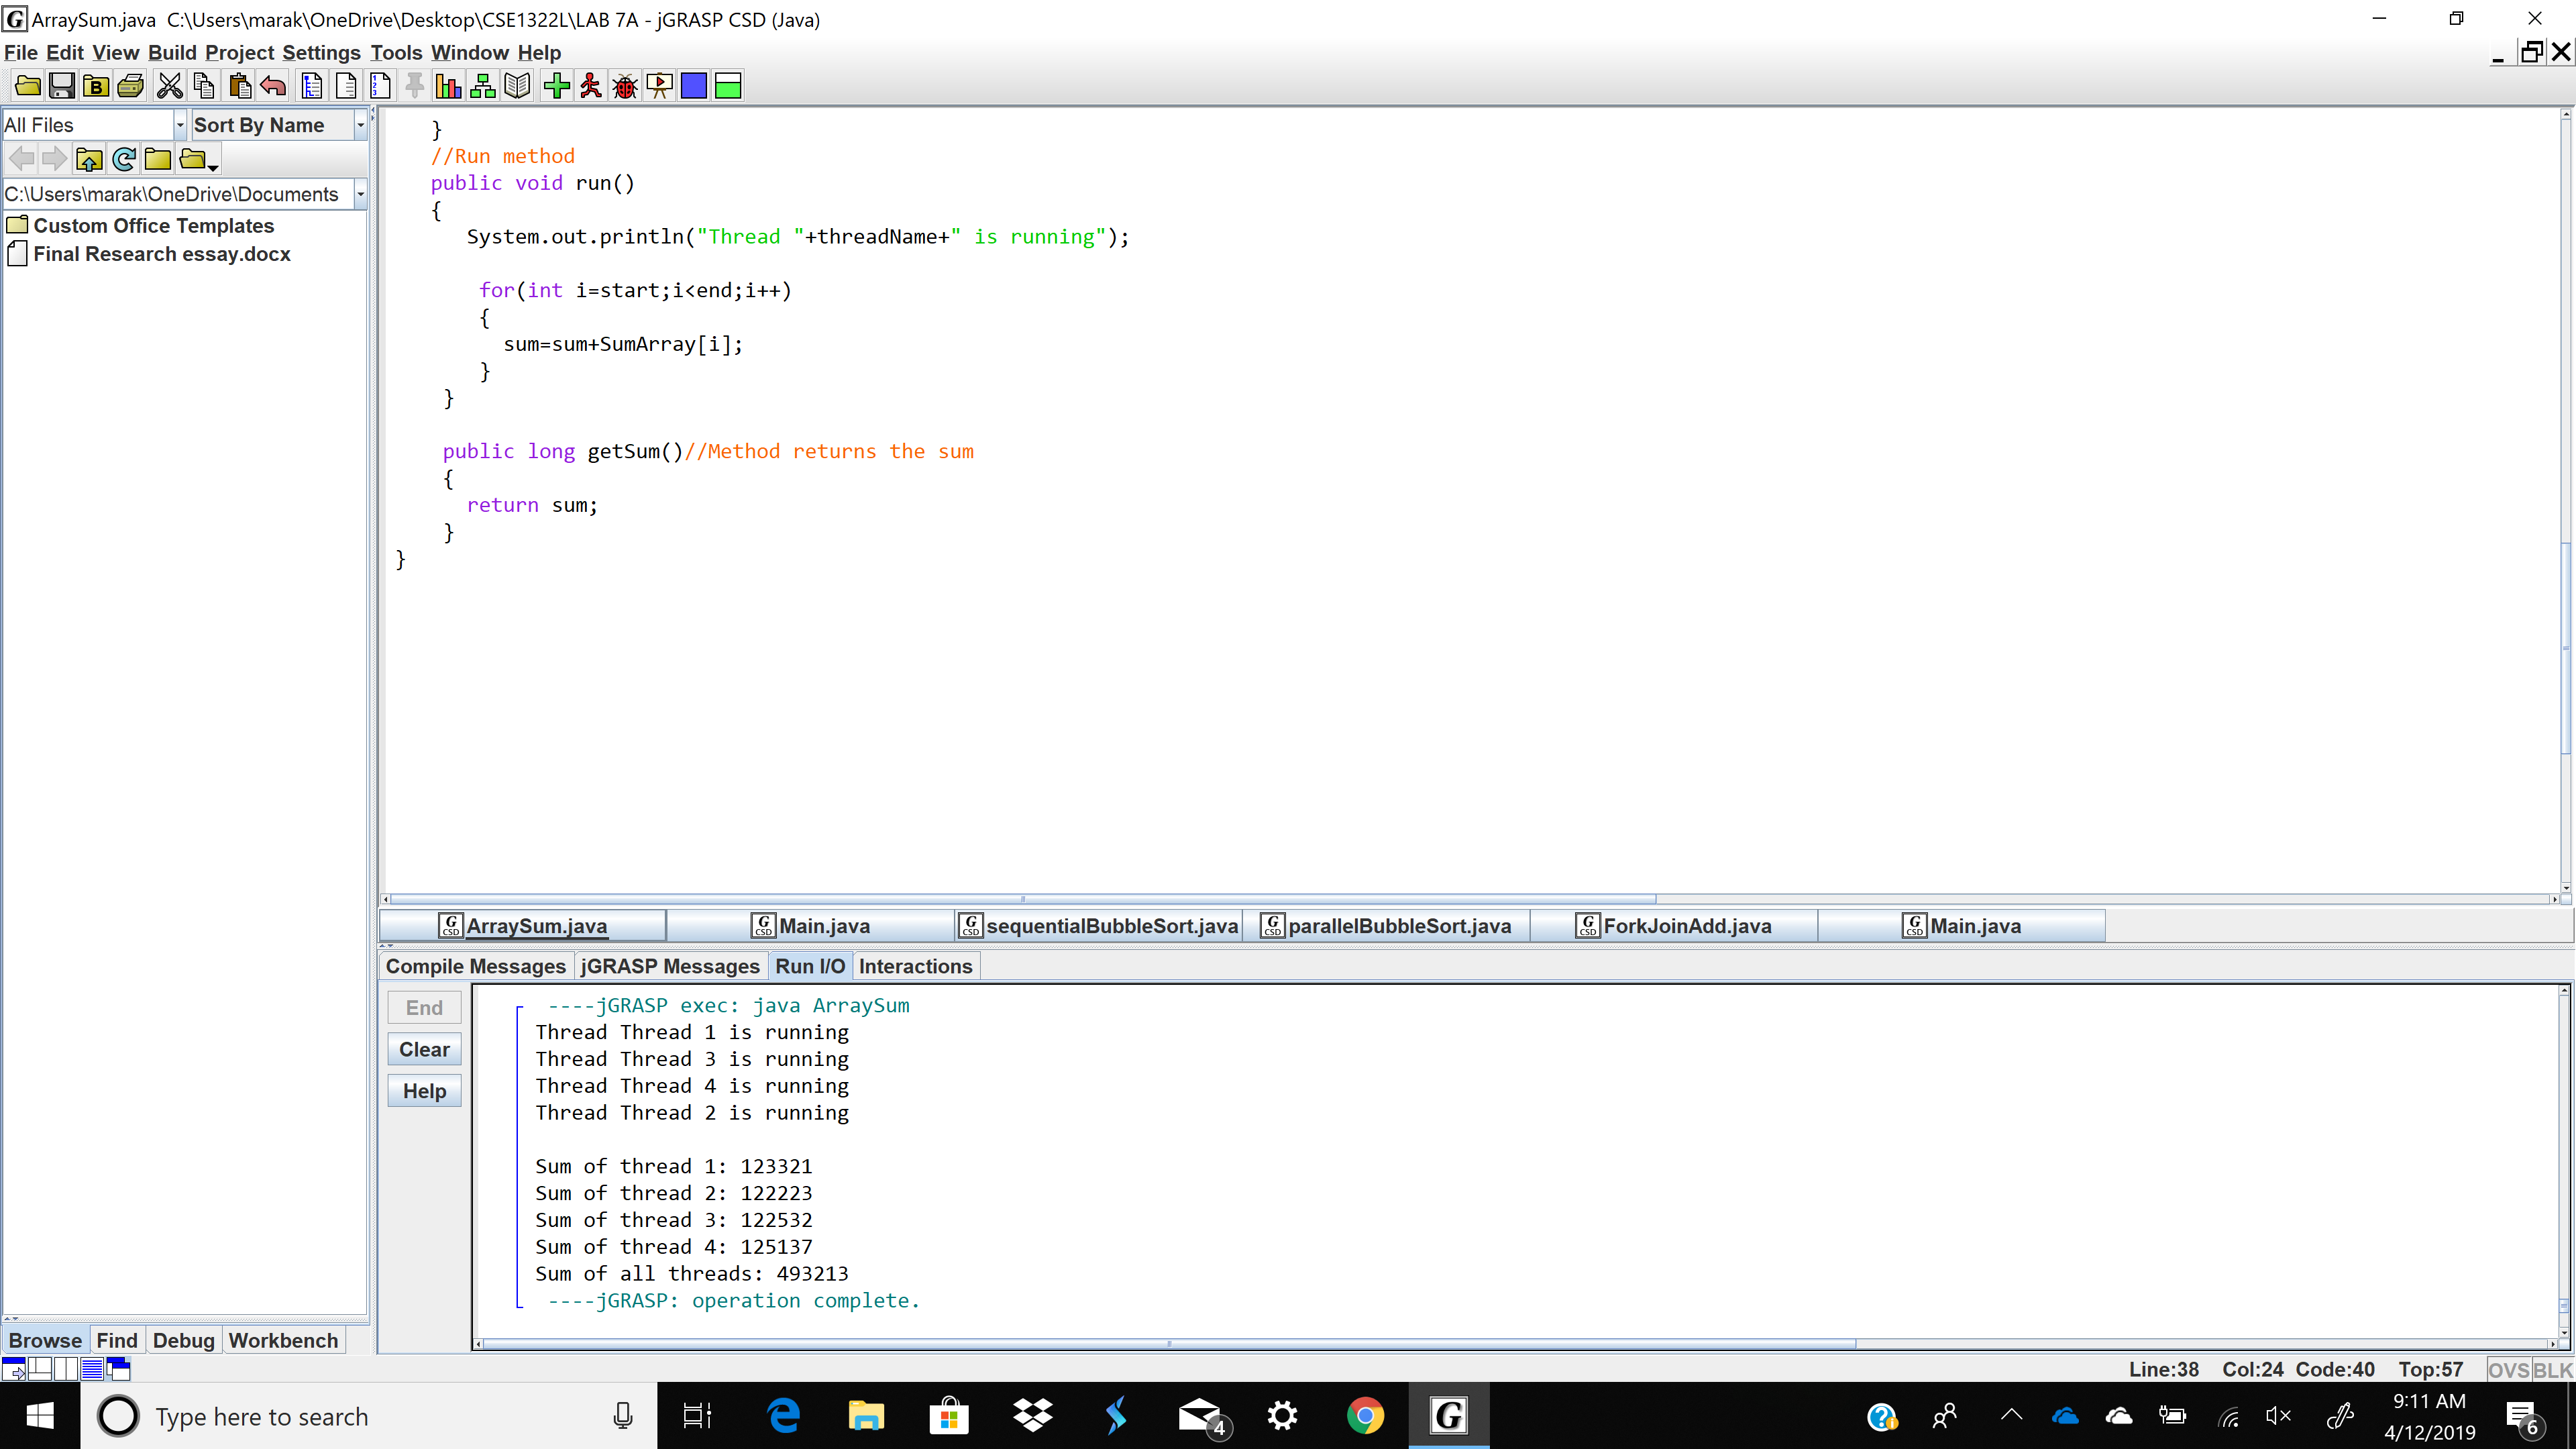 ArraySum.java  C:\Users\marak\OneDrive\Desktop\CSE1322L\LAB 7A - jGRASP CSD (Java)
File Edit View Build Project Settings Tools Window Help
All Files Sort By Name
C:\Users\marak\OneDrive\Documents
Custom Office Templates
Final Research essay.docx
}
//Run method
public void run()
{
System.out.println("Thread "+threadName+" is running");
for(int i=start;i<end;i++)
{
sum=sum+SumArray[i];
}
}
public long getSum()//Method returns the sum
{
return sum;
}
}
ArraySum.java Main.java sequentialBubbleSort.java parallelBubbleSort.java ForkJoinAdd.java Main.java
Compile Messages jGRASP Messages Run I/O Interactions
End
Clear
Help
----jGRASP exec: java ArraySum
Thread Thread 1 is running
Thread Thread 3 is running
Thread Thread 4 is running
Thread Thread 2 is running
Sum of thread 1: 123321
Sum of thread 2: 122223
Sum of thread 3: 122532
Sum of thread 4: 125137
Sum of all threads: 493213
----jGRASP: operation complete.
Browse Find Debug Workbench
Line:38 Col:24 Code:40 Top:57 OVS BLK
Type here to search
4
9:11 AM
4/12/2019
6